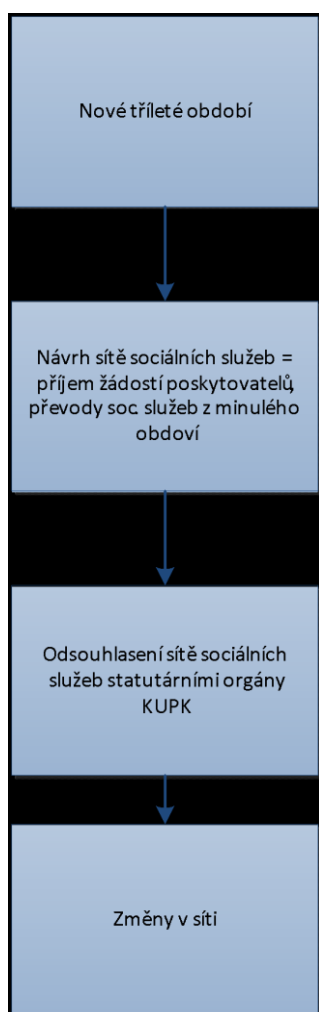 Nové tříleté období
Návrh sítě sociálních služeb =
příjem žádostí poskytovatelů,
převody soc. služeb z minulého
obdoví
Odsouhlasení sítě sociálních
služeb statutárními orgány
KUPK
Změny v síti